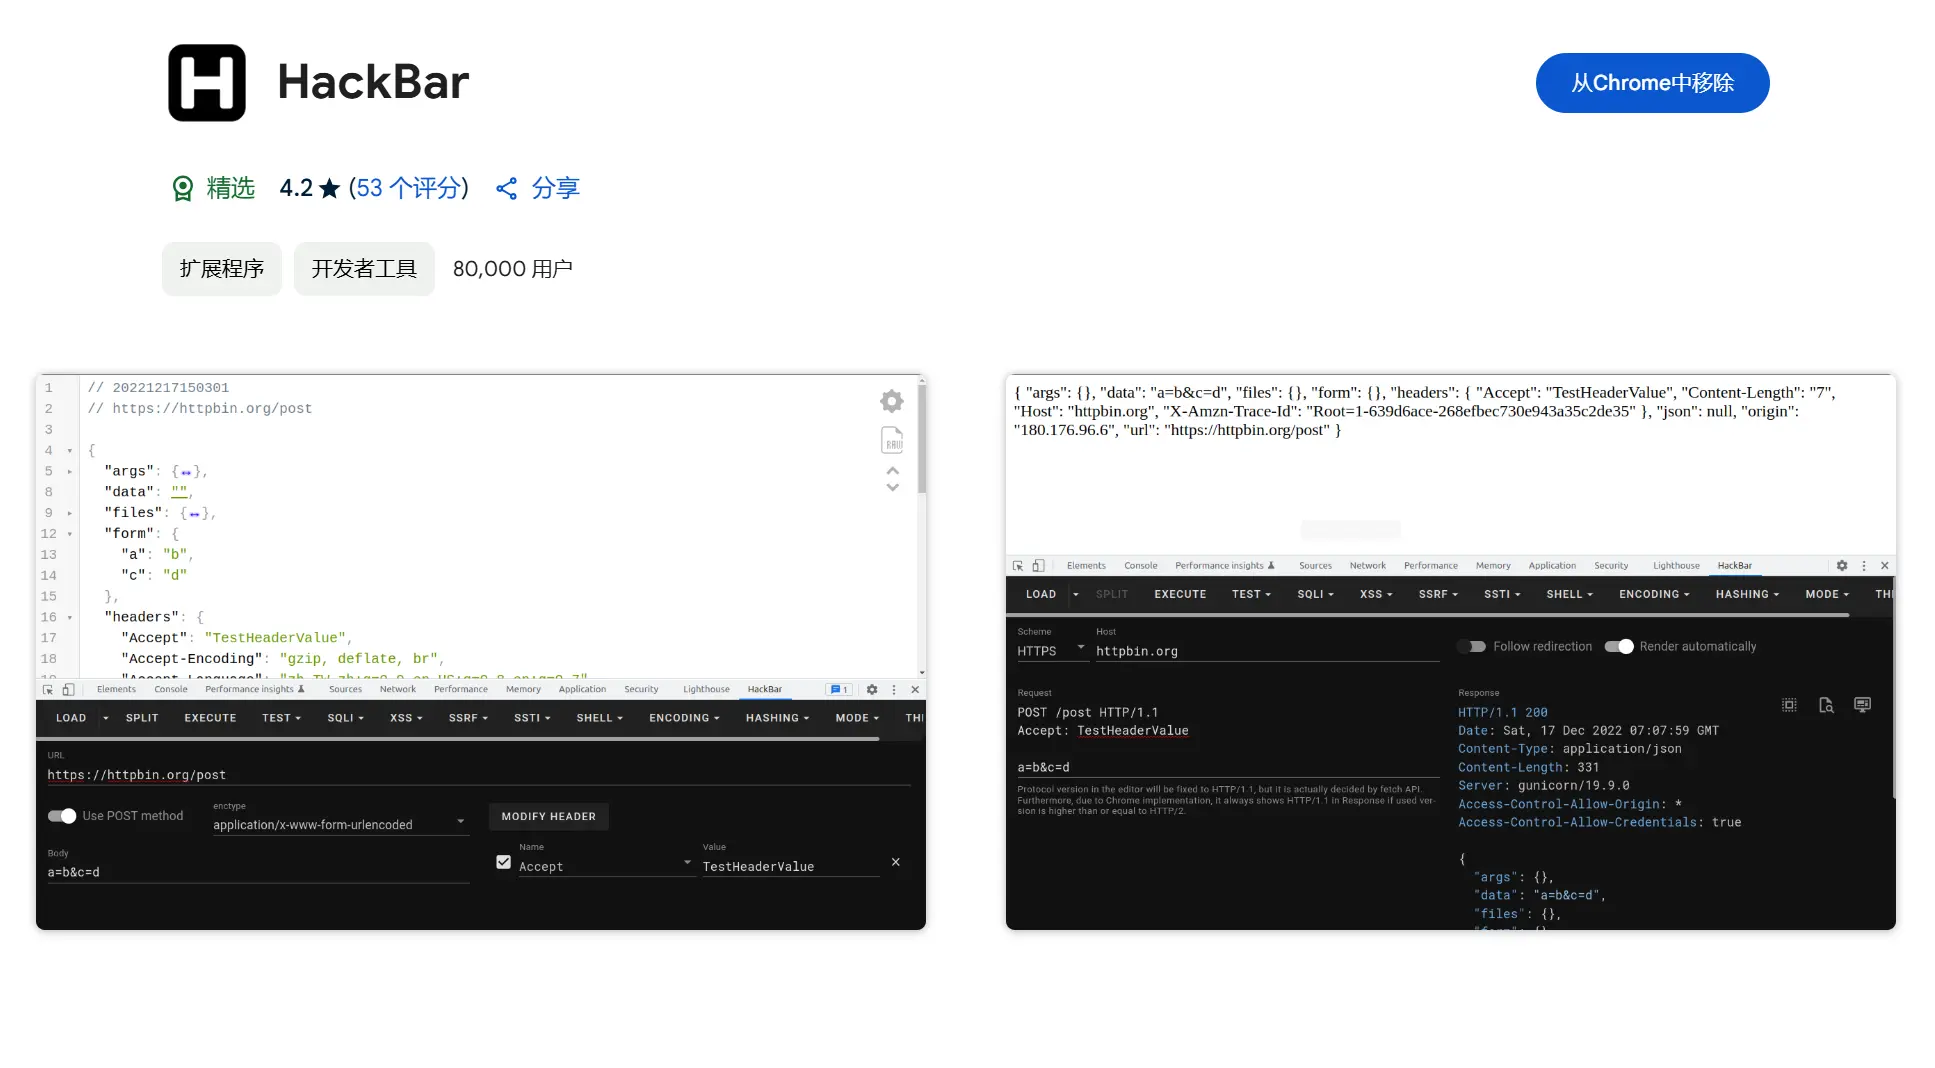 HackBar
从Chrome中移除
精选 4.2 ★ (53 个评分) 分享
扩展程序 开发者工具 80,000 用户
1 // 20221217150301
2 // https://httpbin.org/post
3
4 {
5 "args": {↔},
8 "data": "",
9 "files": {↔},
12 "form": {
13 "a": "b",
14 "c": "d"
15 },
16 "headers": {
17 "Accept": "TestHeaderValue",
18 "Accept-Encoding": "gzip, deflate, br",
RAW
Elements Console Performance insights Sources Network Performance Memory Application Security Lighthouse HackBar 1
LOAD SPLIT EXECUTE TEST SQLI XSS SSRF SSTI SHELL ENCODING HASHING MODE THI
URL
https://httpbin.org/post
Use POST method
enctype
application/x-www-form-urlencoded
MODIFY HEADER
Body
a=b&c=d
Name
Accept
Value
TestHeaderValue
{ "args": {}, "data": "a=b&c=d", "files": {}, "form": {}, "headers": { "Accept": "TestHeaderValue", "Content-Length": "7",
"Host": "httpbin.org", "X-Amzn-Trace-Id": "Root=1-639d6ace-268efbec730e943a35c2de35" }, "json": null, "origin":
"180.176.96.6", "url": "https://httpbin.org/post" }
Elements Console Performance insights Sources Network Performance Memory Application Security Lighthouse HackBar
LOAD SPLIT EXECUTE TEST SQLI XSS SSRF SSTI SHELL ENCODING HASHING MODE THI
Scheme
HTTPS
Host
httpbin.org
Follow redirection Render automatically
Request
POST /post HTTP/1.1
Accept: TestHeaderValue
a=b&c=d
Protocol version in the editor will be fixed to HTTP/1.1, but it is actually decided by fetch API.
Furthermore, due to Chrome implementation, it always shows HTTP/1.1 in Response if used ver-
sion is higher than or equal to HTTP/2.
Response
HTTP/1.1 200
Date: Sat, 17 Dec 2022 07:07:59 GMT
Content-Type: application/json
Content-Length: 331
Server: gunicorn/19.9.0
Access-Control-Allow-Origin: *
Access-Control-Allow-Credentials: true
{
"args": {},
"data": "a=b&c=d",
"files": {},